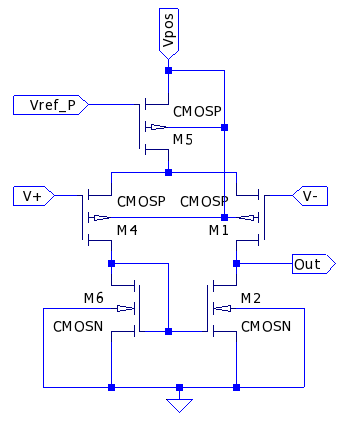 Vpos
Vref_P
CMOSP
M5
V+
CMOSP
CMOSP
V-
M4
M1
Out
M6
M2
CMOSN
CMOSN